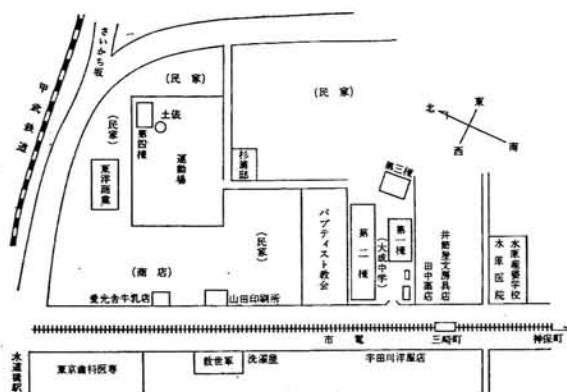 さいかち坂
甲武鉄道
(民家)
(民家)
(民家)
第四棟
土俵
運動場
東洋商業
杉浦邸
北
東
西
南
第三棟
(民家)
(商店)
バプティスト教会
第二棟
(大成中学)
第一棟
田中薬店
井筒屋文房具店
水原医院
水原産婆学校
愛光舎牛乳店
山田印刷所
市電
三崎町
神保町
水道橋駅
東京歯科医専
救世軍
洗濯屋
宇田川洋服店